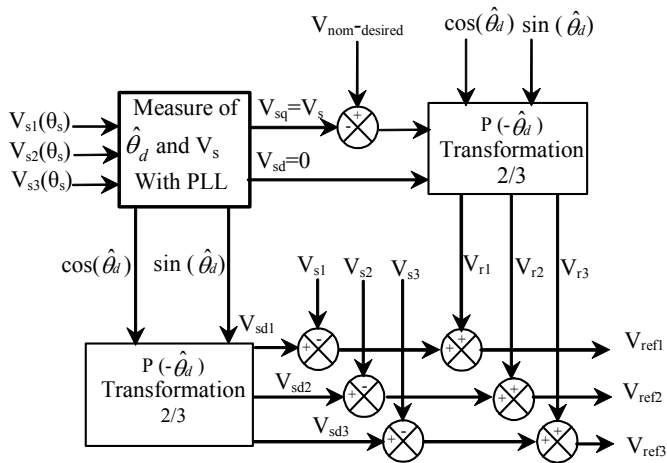 V_nom-desired
cos(θ̂_d) sin(θ̂_d)
V_s1(θ_s)
V_s2(θ_s)
V_s3(θ_s)
Measure of
θ̂_d and V_s
With PLL
V_sq=V_s
+
-
V_sd=0
P(-θ̂_d)
Transformation
2/3
cos(θ̂_d) sin(θ̂_d)
V_s1
V_s2
V_s3
V_r1
V_r2
V_r3
P(-θ̂_d)
Transformation
2/3
V_sd1
+ -
+ +
V_ref1
V_sd2
+ -
+ +
V_ref2
V_sd3
+ -
+ +
V_ref3